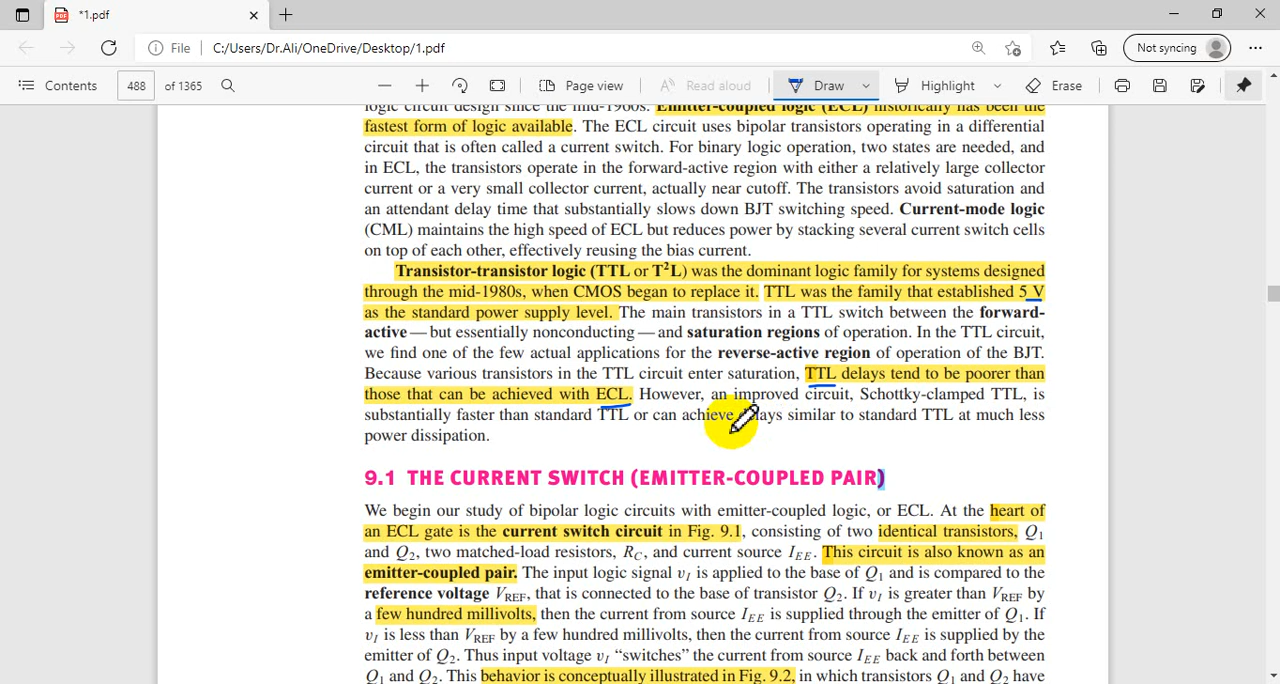 *1.pdf
File C:/Users/Dr.Ali/OneDrive/Desktop/1.pdf Not syncing
Contents 488 of 1365 Page view Read aloud Draw Highlight Erase
logic circuit design since the mid-1960s. Emitter-coupled logic (ECL) historically has been the
fastest form of logic available. The ECL circuit uses bipolar transistors operating in a differential
circuit that is often called a current switch. For binary logic operation, two states are needed, and
in ECL, the transistors operate in the forward-active region with either a relatively large collector
current or a very small collector current, actually near cutoff. The transistors avoid saturation and
an attendant delay time that substantially slows down BJT switching speed. Current-mode logic
(CML) maintains the high speed of ECL but reduces power by stacking several current switch cells
on top of each other, effectively reusing the bias current.
Transistor-transistor logic (TTL or T²L) was the dominant logic family for systems designed
through the mid-1980s, when CMOS began to replace it. TTL was the family that established 5 V
as the standard power supply level. The main transistors in a TTL switch between the forward-
active — but essentially nonconducting — and saturation regions of operation. In the TTL circuit,
we find one of the few actual applications for the reverse-active region of operation of the BJT.
Because various transistors in the TTL circuit enter saturation, TTL delays tend to be poorer than
those that can be achieved with ECL. However, an improved circuit, Schottky-clamped TTL, is
substantially faster than standard TTL or can achieve delays similar to standard TTL at much less
power dissipation.
9.1 THE CURRENT SWITCH (EMITTER-COUPLED PAIR)
We begin our study of bipolar logic circuits with emitter-coupled logic, or ECL. At the heart of
an ECL gate is the current switch circuit in Fig. 9.1, consisting of two identical transistors, Q1
and Q2, two matched-load resistors, RC, and current source IEE. This circuit is also known as an
emitter-coupled pair. The input logic signal vI is applied to the base of Q1 and is compared to the
reference voltage VREF, that is connected to the base of transistor Q2. If vI is greater than VREF by
a few hundred millivolts, then the current from source IEE is supplied through the emitter of Q1. If
vI is less than VREF by a few hundred millivolts, then the current from source IEE is supplied by the
emitter of Q2. Thus input voltage vI “switches” the current from source IEE back and forth between
Q1 and Q2. This behavior is conceptually illustrated in Fig. 9.2, in which transistors Q1 and Q2 have